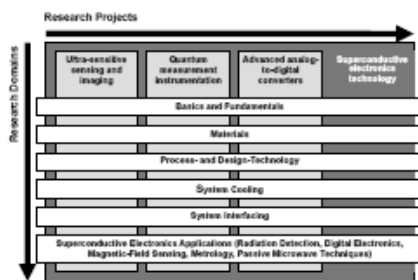 Research Projects
Research Domains
Ultra-sensitive
sensing and
imaging
Quantum
measurement
instrumentation
Advanced analog-
to-digital
converters
Superconductive
electronics
technology
Basics and Fundamentals
Materials
Process- and Design-Technology
System Cooling
System Interfacing
Superconductive Electronics Applications (Radiation Detection, Digital Electronics,
Magnetic-Field Sensing, Metrology, Passive Microwave Techniques)